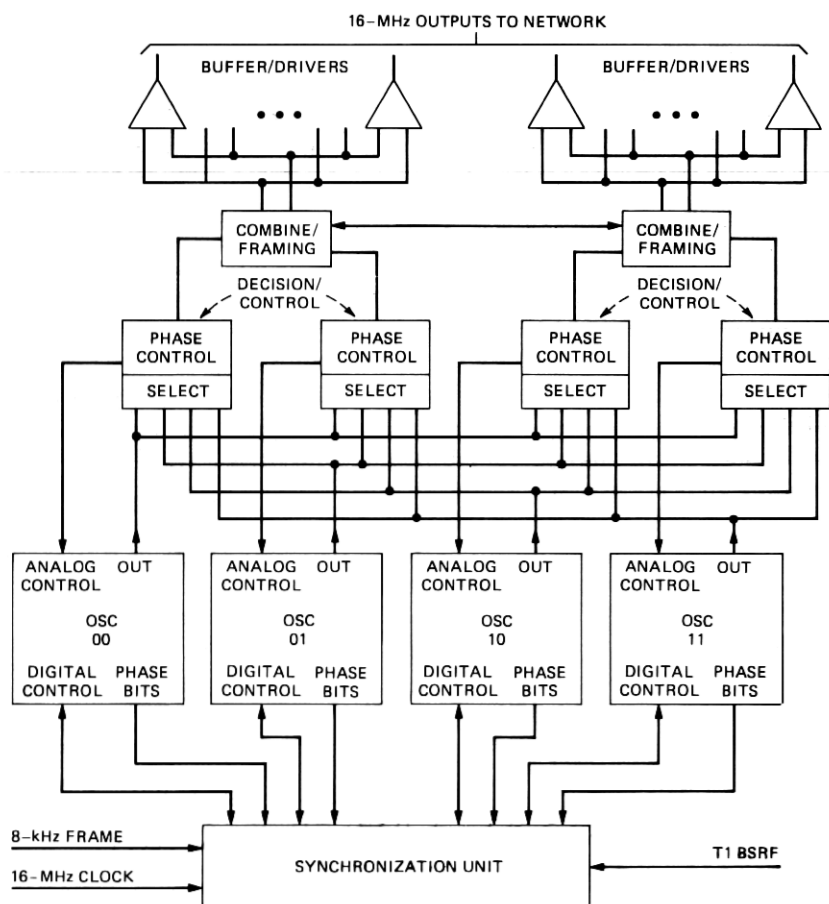 16-MHz OUTPUTS TO NETWORK
BUFFER/DRIVERS
BUFFER/DRIVERS
COMBINE/
FRAMING
COMBINE/
FRAMING
DECISION/
CONTROL
DECISION/
CONTROL
PHASE
CONTROL
SELECT
PHASE
CONTROL
SELECT
PHASE
CONTROL
SELECT
PHASE
CONTROL
SELECT
ANALOG
CONTROL
OUT
OSC
00
DIGITAL
CONTROL
PHASE
BITS
ANALOG
CONTROL
OUT
OSC
01
DIGITAL
CONTROL
PHASE
BITS
ANALOG
CONTROL
OUT
OSC
10
DIGITAL
CONTROL
PHASE
BITS
ANALOG
CONTROL
OUT
OSC
11
DIGITAL
CONTROL
PHASE
BITS
8-kHz FRAME
16-MHz CLOCK
SYNCHRONIZATION UNIT
T1 BSRF